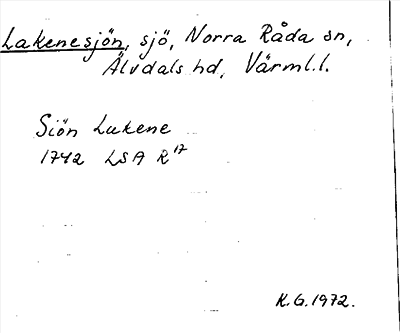 Lakenesjön, sjö, Norra Råda sn,
Älvdals hd, Värml.l.
Siön Lakene
1742 LSA R17
K.G.1972.